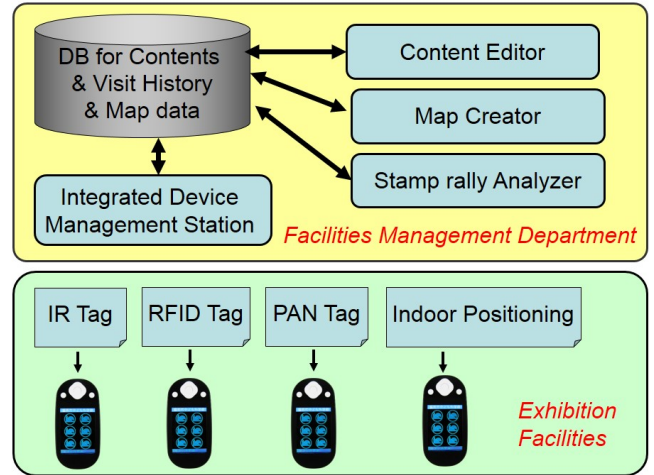 DB for Contents
& Visit History
& Map data
Content Editor
Map Creator
Stamp rally Analyzer
Integrated Device
Management Station
Facilities Management Department
IR Tag
RFID Tag
PAN Tag
Indoor Positioning
Exhibition
Facilities